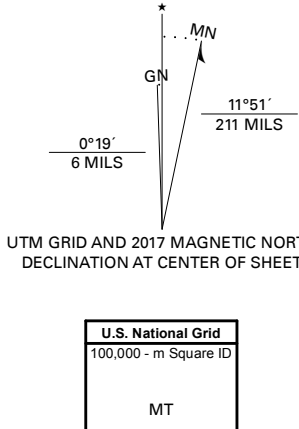 ★
MN
GN
11°51´
211 MILS
0°19´
6 MILS
UTM GRID AND 2017 MAGNETIC NORT
DECLINATION AT CENTER OF SHEET
U.S. National Grid
100,000 - m Square ID
MT